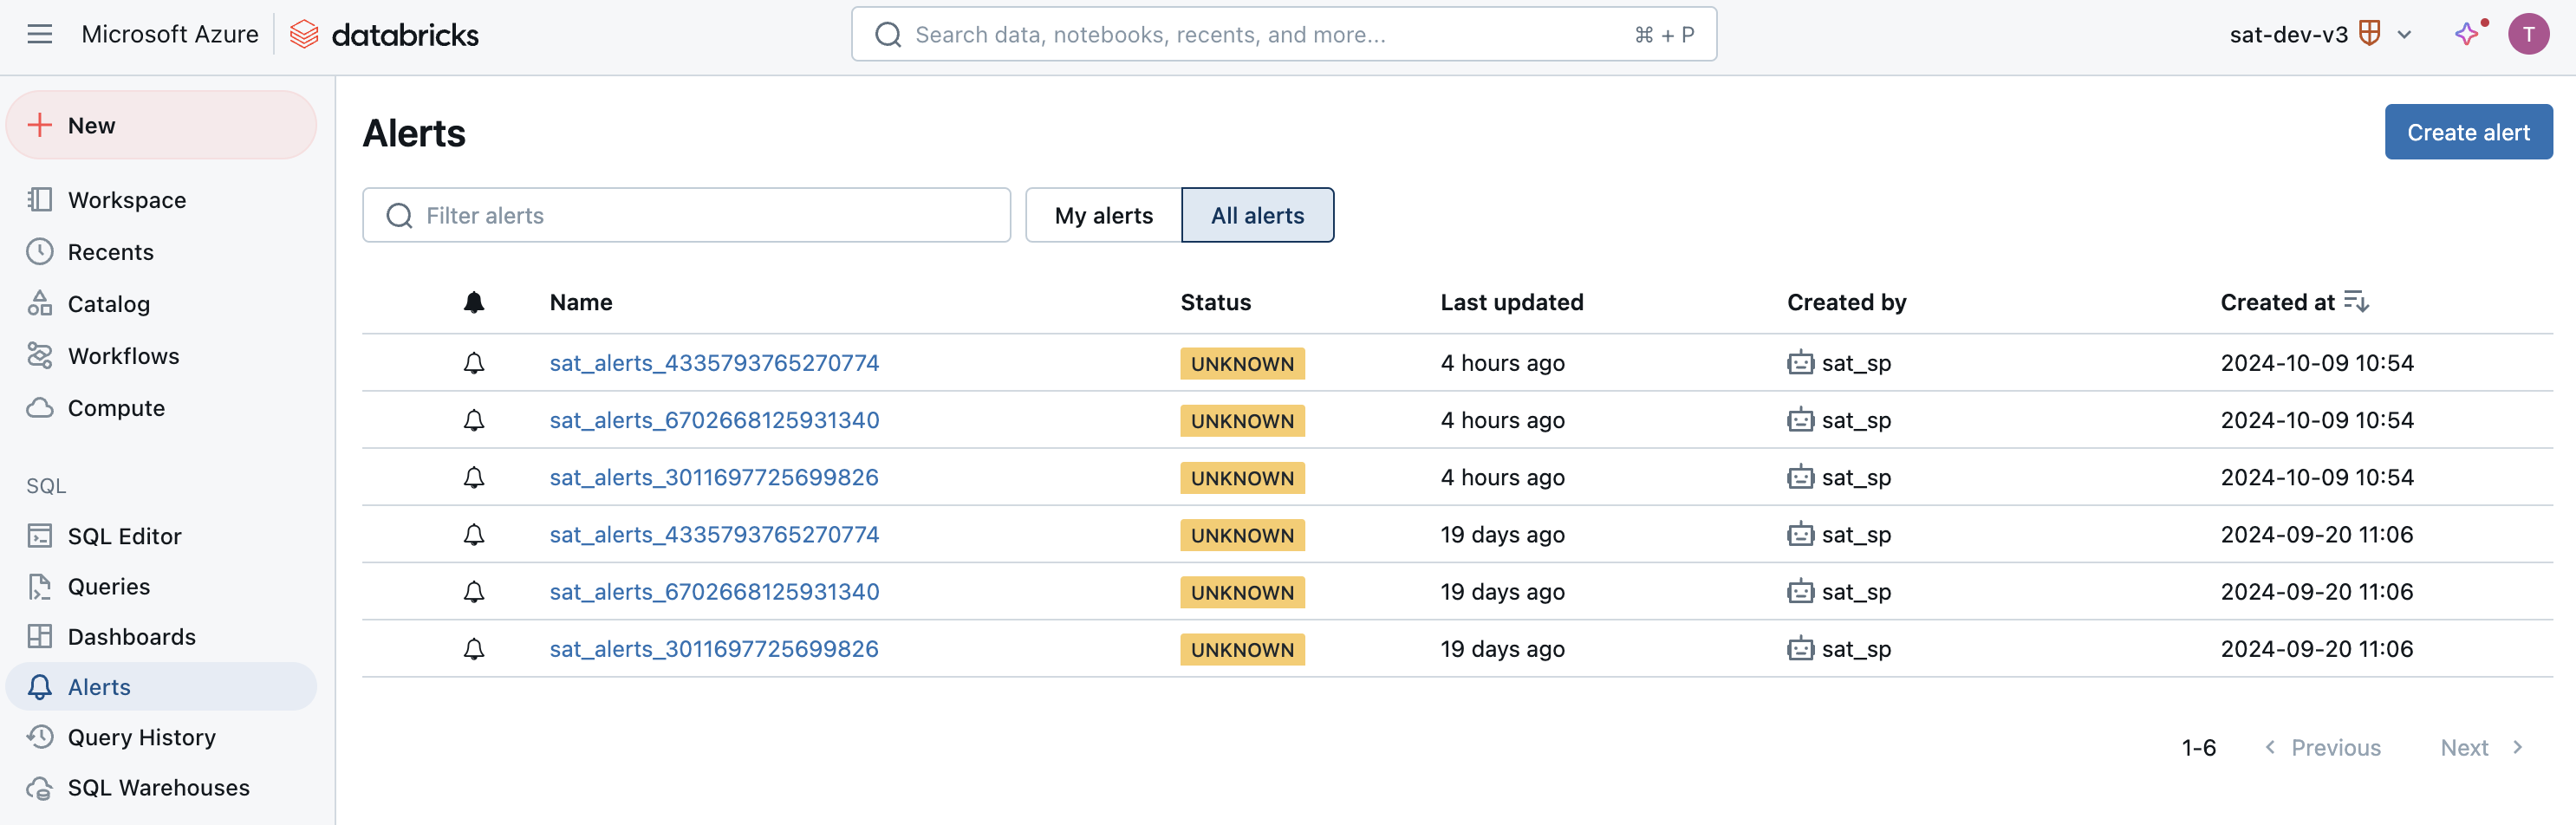 Microsoft Azure databricks Search data, notebooks, recents, and more... ⌘ + P sat-dev-v3 T
New
Workspace
Recents
Catalog
Workflows
Compute
SQL
SQL Editor
Queries
Dashboards
Alerts
Query History
SQL Warehouses
Alerts Create alert
Filter alerts My alerts All alerts
Name Status Last updated Created by Created at
sat_alerts_4335793765270774 UNKNOWN 4 hours ago sat_sp 2024-10-09 10:54
sat_alerts_6702668125931340 UNKNOWN 4 hours ago sat_sp 2024-10-09 10:54
sat_alerts_3011697725699826 UNKNOWN 4 hours ago sat_sp 2024-10-09 10:54
sat_alerts_4335793765270774 UNKNOWN 19 days ago sat_sp 2024-09-20 11:06
sat_alerts_6702668125931340 UNKNOWN 19 days ago sat_sp 2024-09-20 11:06
sat_alerts_3011697725699826 UNKNOWN 19 days ago sat_sp 2024-09-20 11:06
1-6 Previous Next